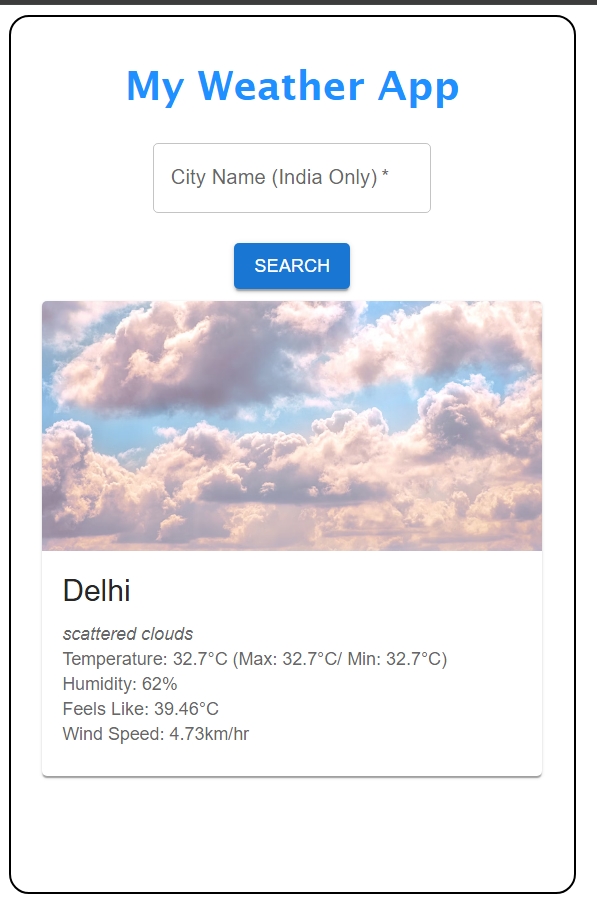 My Weather App
City Name (India Only) *
SEARCH
Delhi
scattered clouds
Temperature: 32.7°C (Max: 32.7°C/ Min: 32.7°C)
Humidity: 62%
Feels Like: 39.46°C
Wind Speed: 4.73km/hr